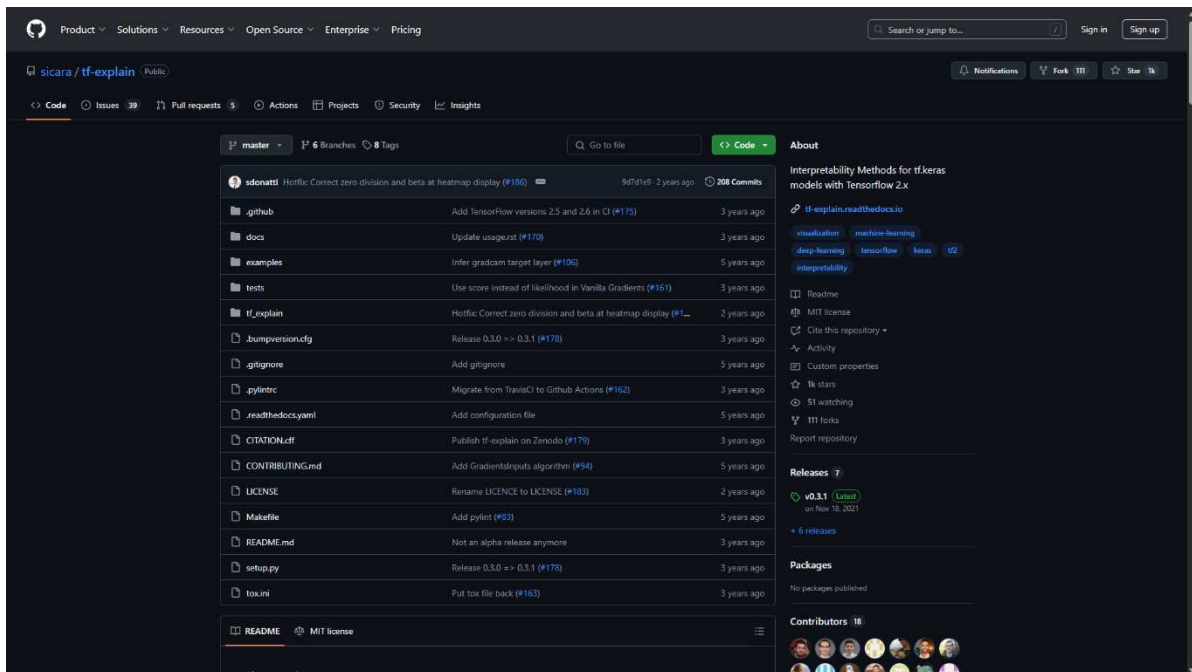 Product Solutions Resources Open Source Enterprise Pricing Search or jump to... / Sign in Sign up
sicara / tf-explain Public Notifications Fork 111 Star 1k
Code Issues 39 Pull requests 5 Actions Projects Security Insights
master 6 Branches 8 Tags Go to file Code
sdonatti Hotfix: Correct zero division and beta at heatmap display (#186) 9d7d1e9 · 2 years ago 208 Commits
.github Add TensorFlow versions 2.5 and 2.6 in CI (#175) 3 years ago
docs Update usage.rst (#170) 3 years ago
examples Infer gradcam target layer (#106) 5 years ago
tests Use score instead of likelihood in Vanilla Gradients (#161) 3 years ago
tf_explain Hotfix: Correct zero division and beta at heatmap display (#1... 2 years ago
.bumpversion.cfg Release 0.3.0 => 0.3.1 (#178) 3 years ago
.gitignore Add gitignore 5 years ago
.pylintrc Migrate from TravisCI to Github Actions (#162) 3 years ago
.readthedocs.yaml Add configuration file 5 years ago
CITATION.cff Publish tf-explain on Zenodo (#179) 3 years ago
CONTRIBUTING.md Add GradientsInputs algorithm (#94) 5 years ago
LICENSE Rename LICENCE to LICENSE (#183) 2 years ago
Makefile Add pylint (#83) 5 years ago
README.md Not an alpha release anymore 3 years ago
setup.py Release 0.3.0 => 0.3.1 (#178) 3 years ago
tox.ini Put tox file back (#163) 3 years ago
README MIT license
About
Interpretability Methods for tf.keras
models with Tensorflow 2.x
tf-explain.readthedocs.io
visualization machine-learning
deep-learning tensorflow keras tf2
interpretability
Readme
MIT license
Cite this repository
Activity
Custom properties
1k stars
51 watching
111 forks
Report repository
Releases 7
v0.3.1 Latest
on Nov 18, 2021
+ 6 releases
Packages
No packages published
Contributors 18